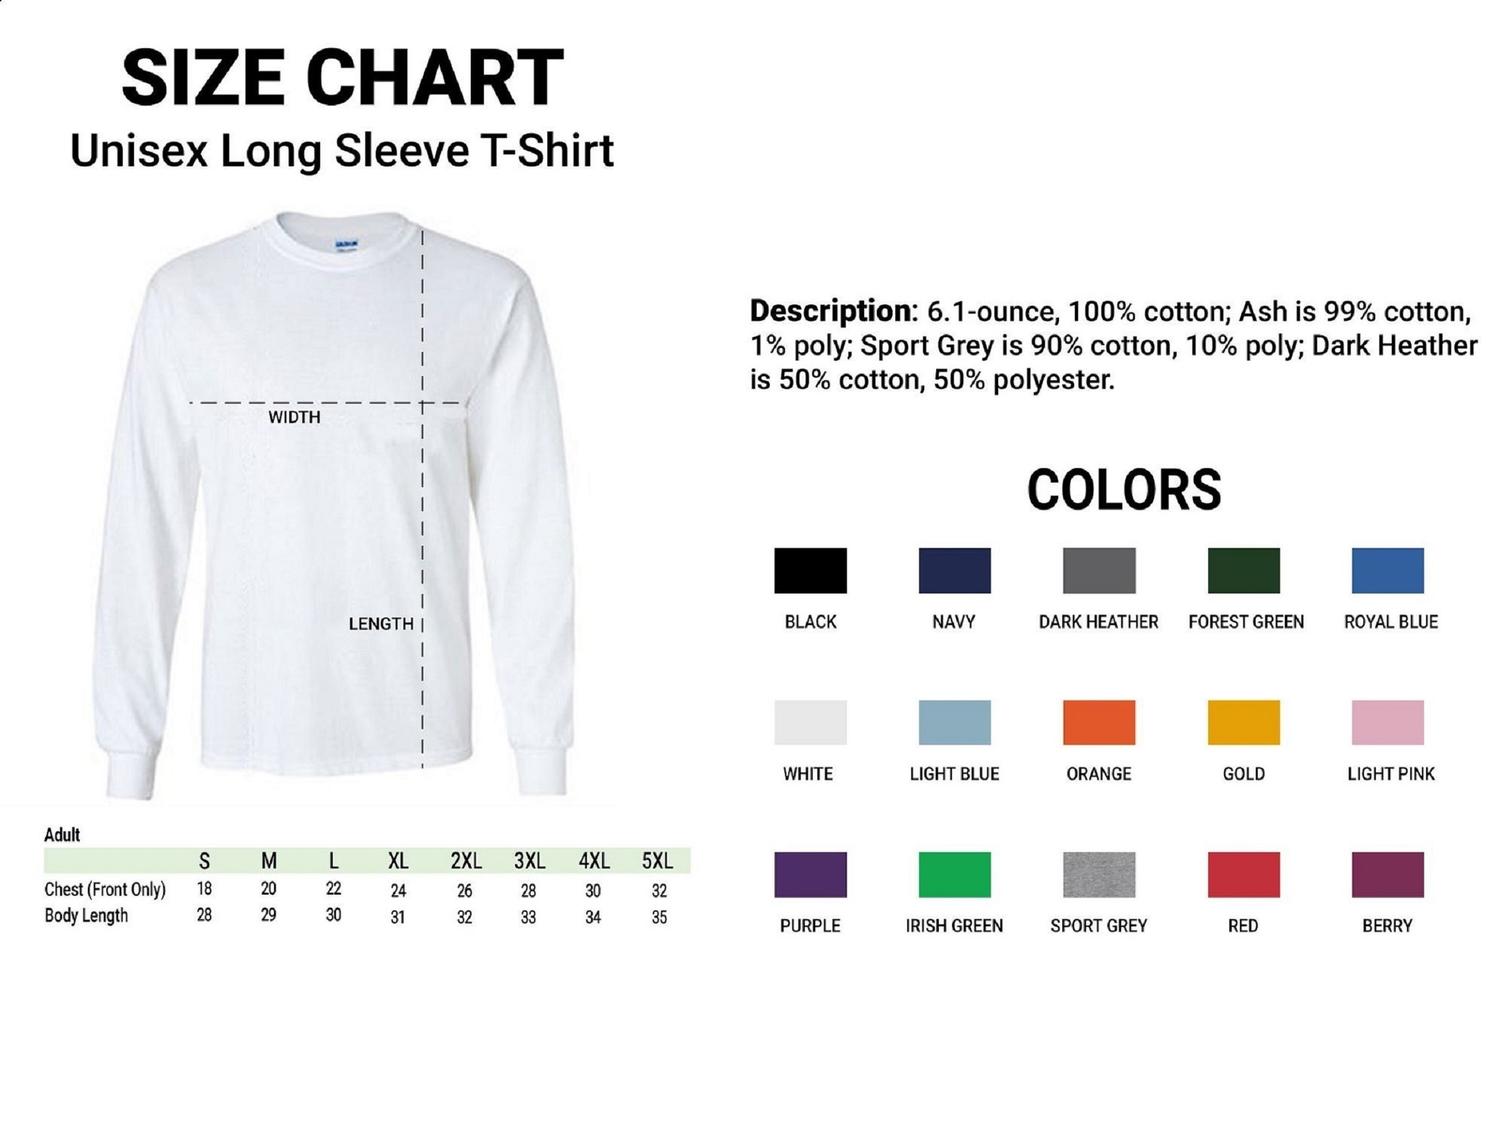 SIZE CHART
Unisex Long Sleeve T-Shirt
WIDTH
LENGTH
Adult
S M L XL 2XL 3XL 4XL 5XL
Chest (Front Only) 18 20 22 24 26 28 30 32
Body Length 28 29 30 31 32 33 34 35
Description: 6.1-ounce, 100% cotton; Ash is 99% cotton,
1% poly; Sport Grey is 90% cotton, 10% poly; Dark Heather
is 50% cotton, 50% polyester.
COLORS
BLACK NAVY DARK HEATHER FOREST GREEN ROYAL BLUE
WHITE LIGHT BLUE ORANGE GOLD LIGHT PINK
PURPLE IRISH GREEN SPORT GREY RED BERRY